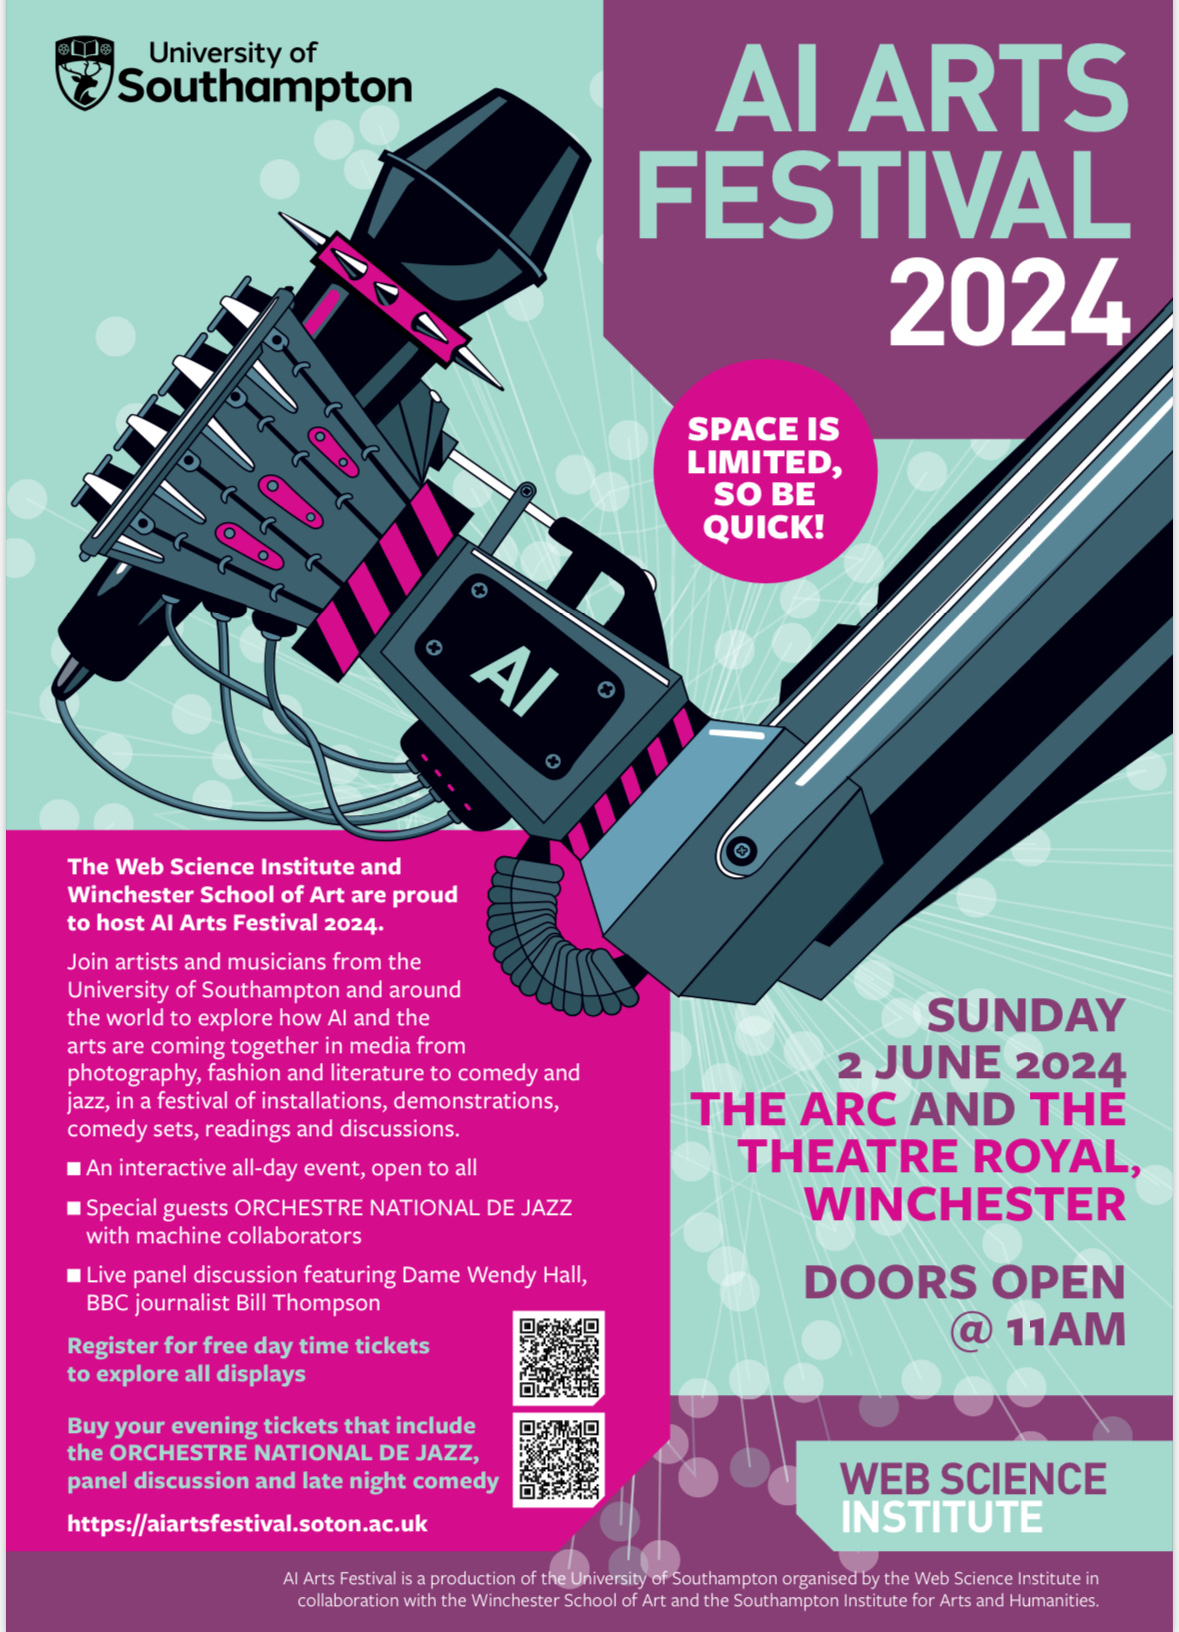 University of
Southampton
AI ARTS
FESTIVAL
2024
SPACE IS
LIMITED,
SO BE
QUICK!
AI
The Web Science Institute and
Winchester School of Art are proud
to host AI Arts Festival 2024.
Join artists and musicians from the
University of Southampton and around
the world to explore how AI and the
arts are coming together in media from
photography, fashion and literature to comedy and
jazz, in a festival of installations, demonstrations,
comedy sets, readings and discussions.
An interactive all-day event, open to all
Special guests ORCHESTRE NATIONAL DE JAZZ
with machine collaborators
Live panel discussion featuring Dame Wendy Hall,
BBC journalist Bill Thompson
Register for free day time tickets
to explore all displays
Buy your evening tickets that include
the ORCHESTRE NATIONAL DE JAZZ,
panel discussion and late night comedy
https://aiartsfestival.soton.ac.uk
SUNDAY
2 JUNE 2024
THE ARC AND THE
THEATRE ROYAL,
WINCHESTER
DOORS OPEN
@ 11AM
WEB SCIENCE
INSTITUTE
AI Arts Festival is a production of the University of Southampton organised by the Web Science Institute in
collaboration with the Winchester School of Art and the Southampton Institute for Arts and Humanities.